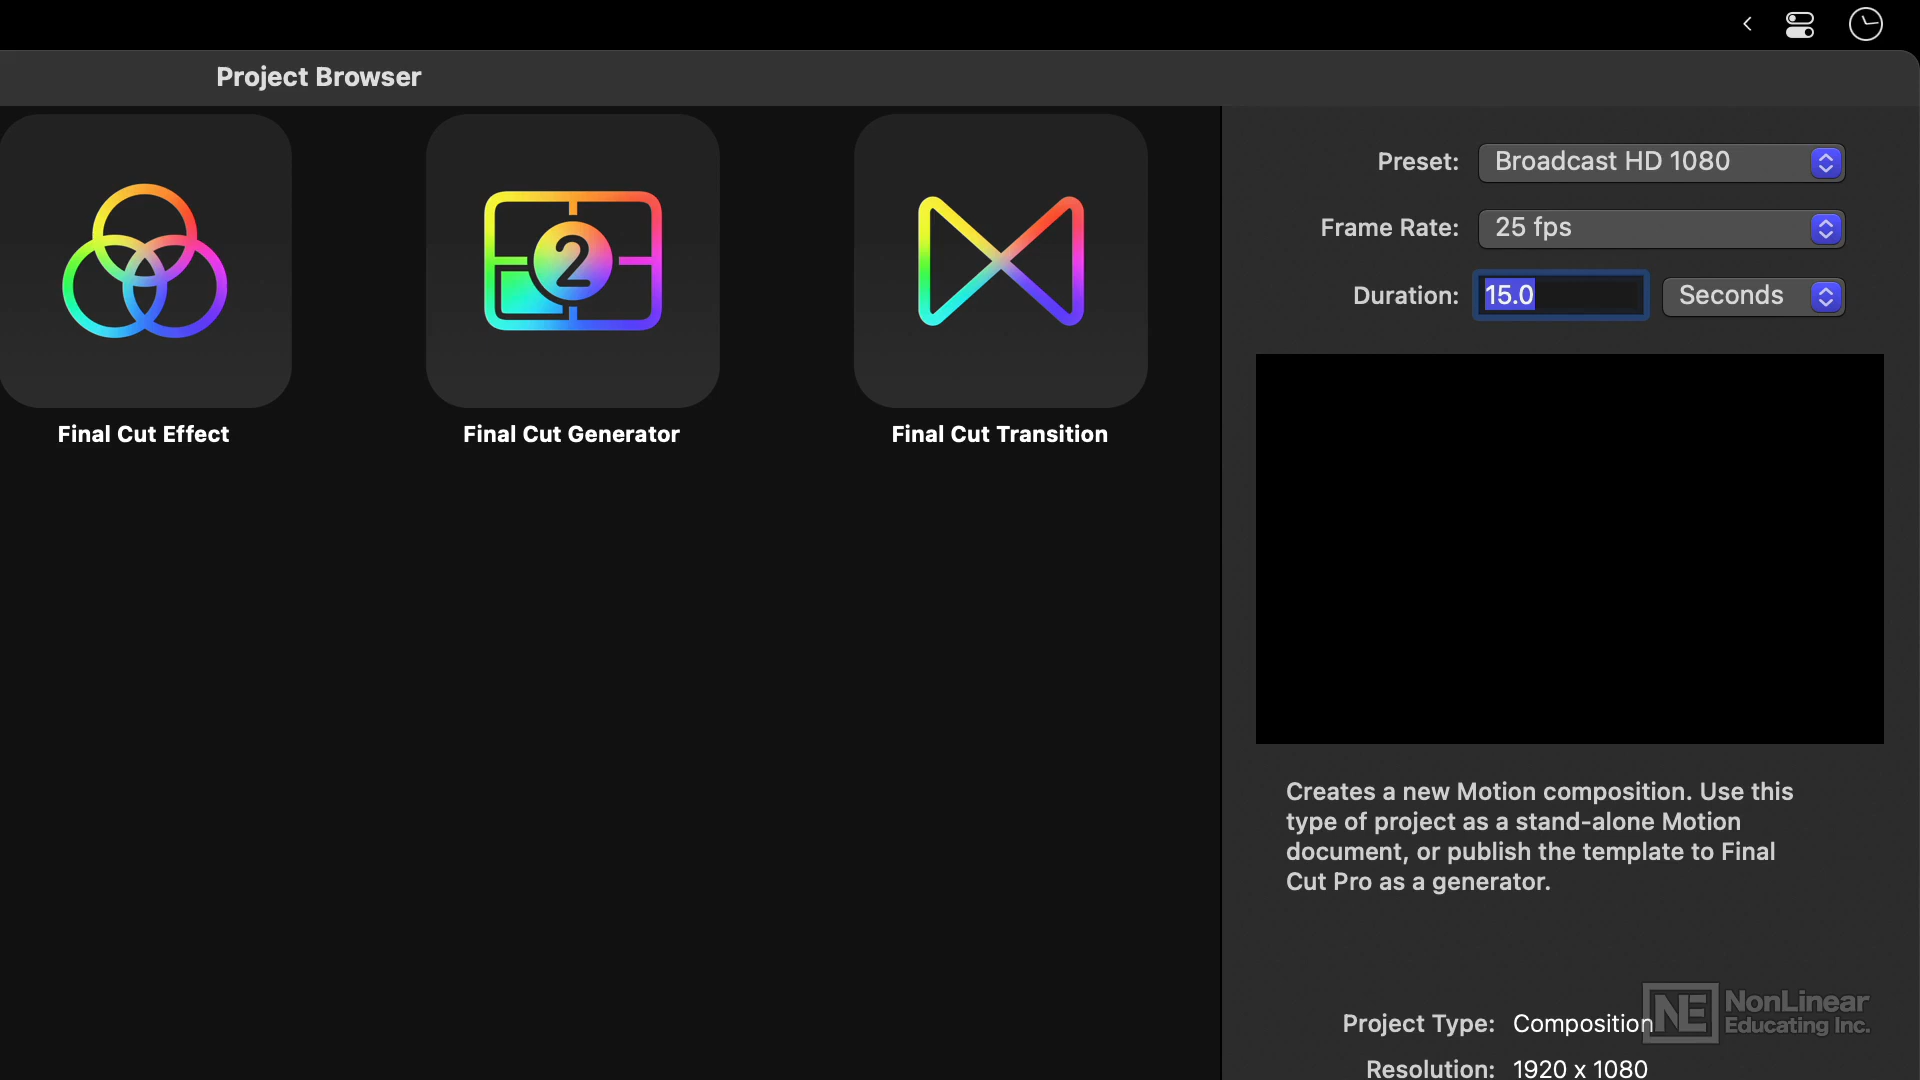 Project Browser
Preset: Broadcast HD 1080
Frame Rate: 25 fps
Duration: 15.0 Seconds
2
Final Cut Effect
Final Cut Generator
Final Cut Transition
Creates a new Motion composition. Use this
type of project as a stand-alone Motion
document, or publish the template to Final
Cut Pro as a generator.
Project Type: Composition
Resolution: 1920 x 1080
NE NonLinear
Educating Inc.